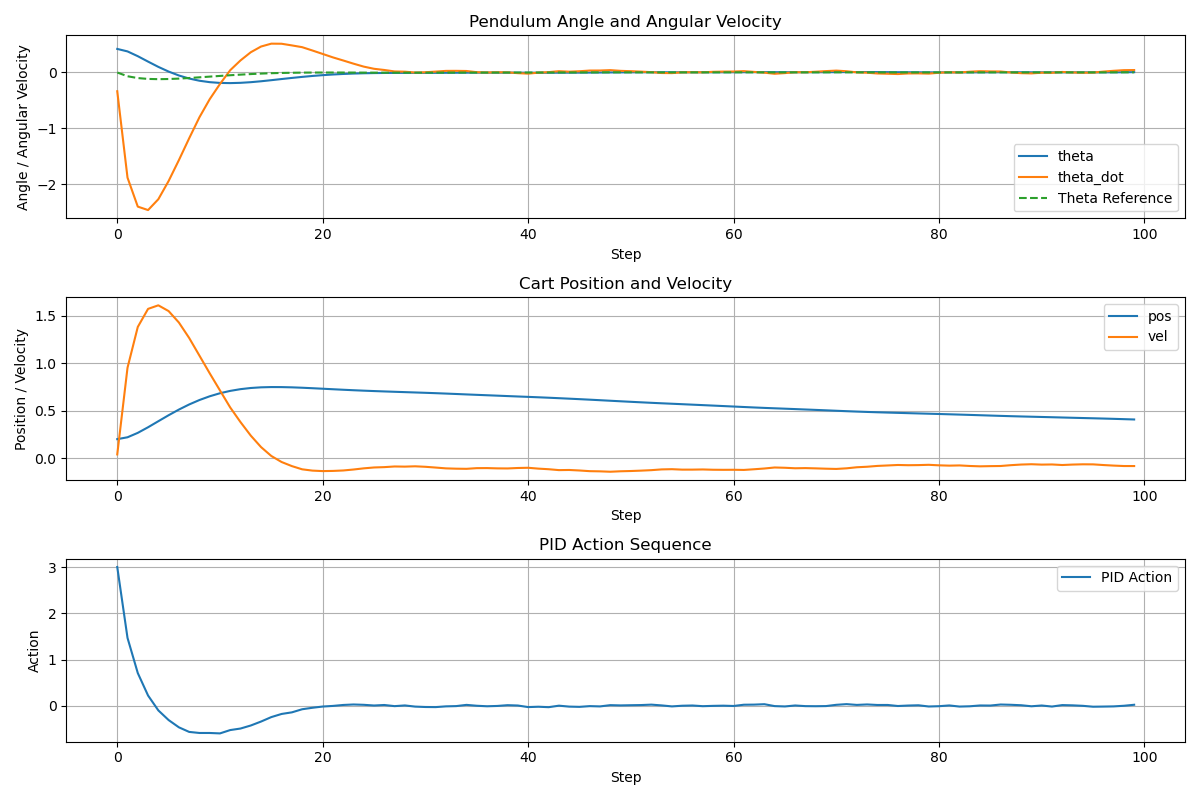 Pendulum Angle and Angular Velocity
Angle / Angular Velocity
0
−1
−2
theta
theta_dot
Theta Reference
0 20 40 60 80 100
Step
Cart Position and Velocity
Position / Velocity
1.5
1.0
0.5
0.0
pos
vel
0 20 40 60 80 100
Step
PID Action Sequence
Action
3
2
1
0
PID Action
0 20 40 60 80 100
Step